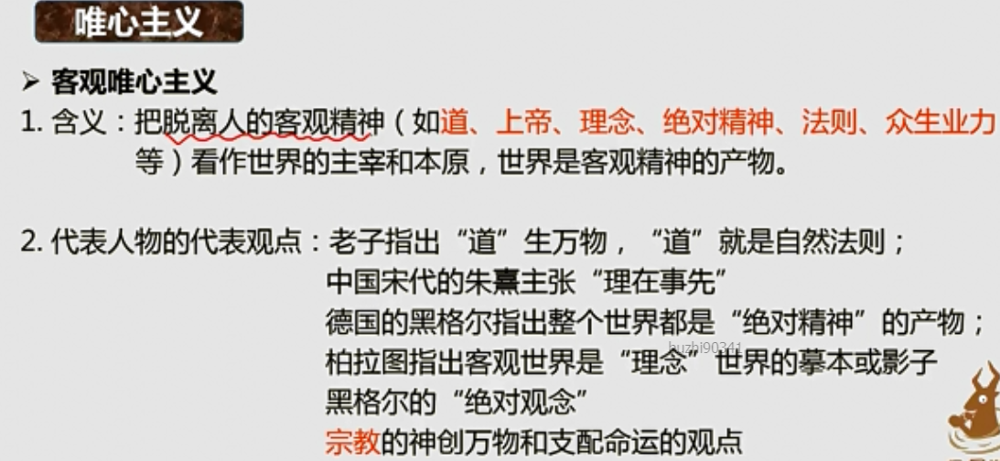 唯心主义
➢ 客观唯心主义
1. 含义：把脱离人的客观精神（如道、上帝、理念、绝对精神、法则、众生业力
等）看作世界的主宰和本原，世界是客观精神的产物。
2. 代表人物的代表观点：老子指出“道”生万物，“道”就是自然法则；
中国宋代的朱熹主张“理在事先”
德国的黑格尔指出整个世界都是“绝对精神”的产物；
huzhi90341
柏拉图指出客观世界是“理念”世界的摹本或影子
黑格尔的“绝对观念”
宗教的神创万物和支配命运的观点